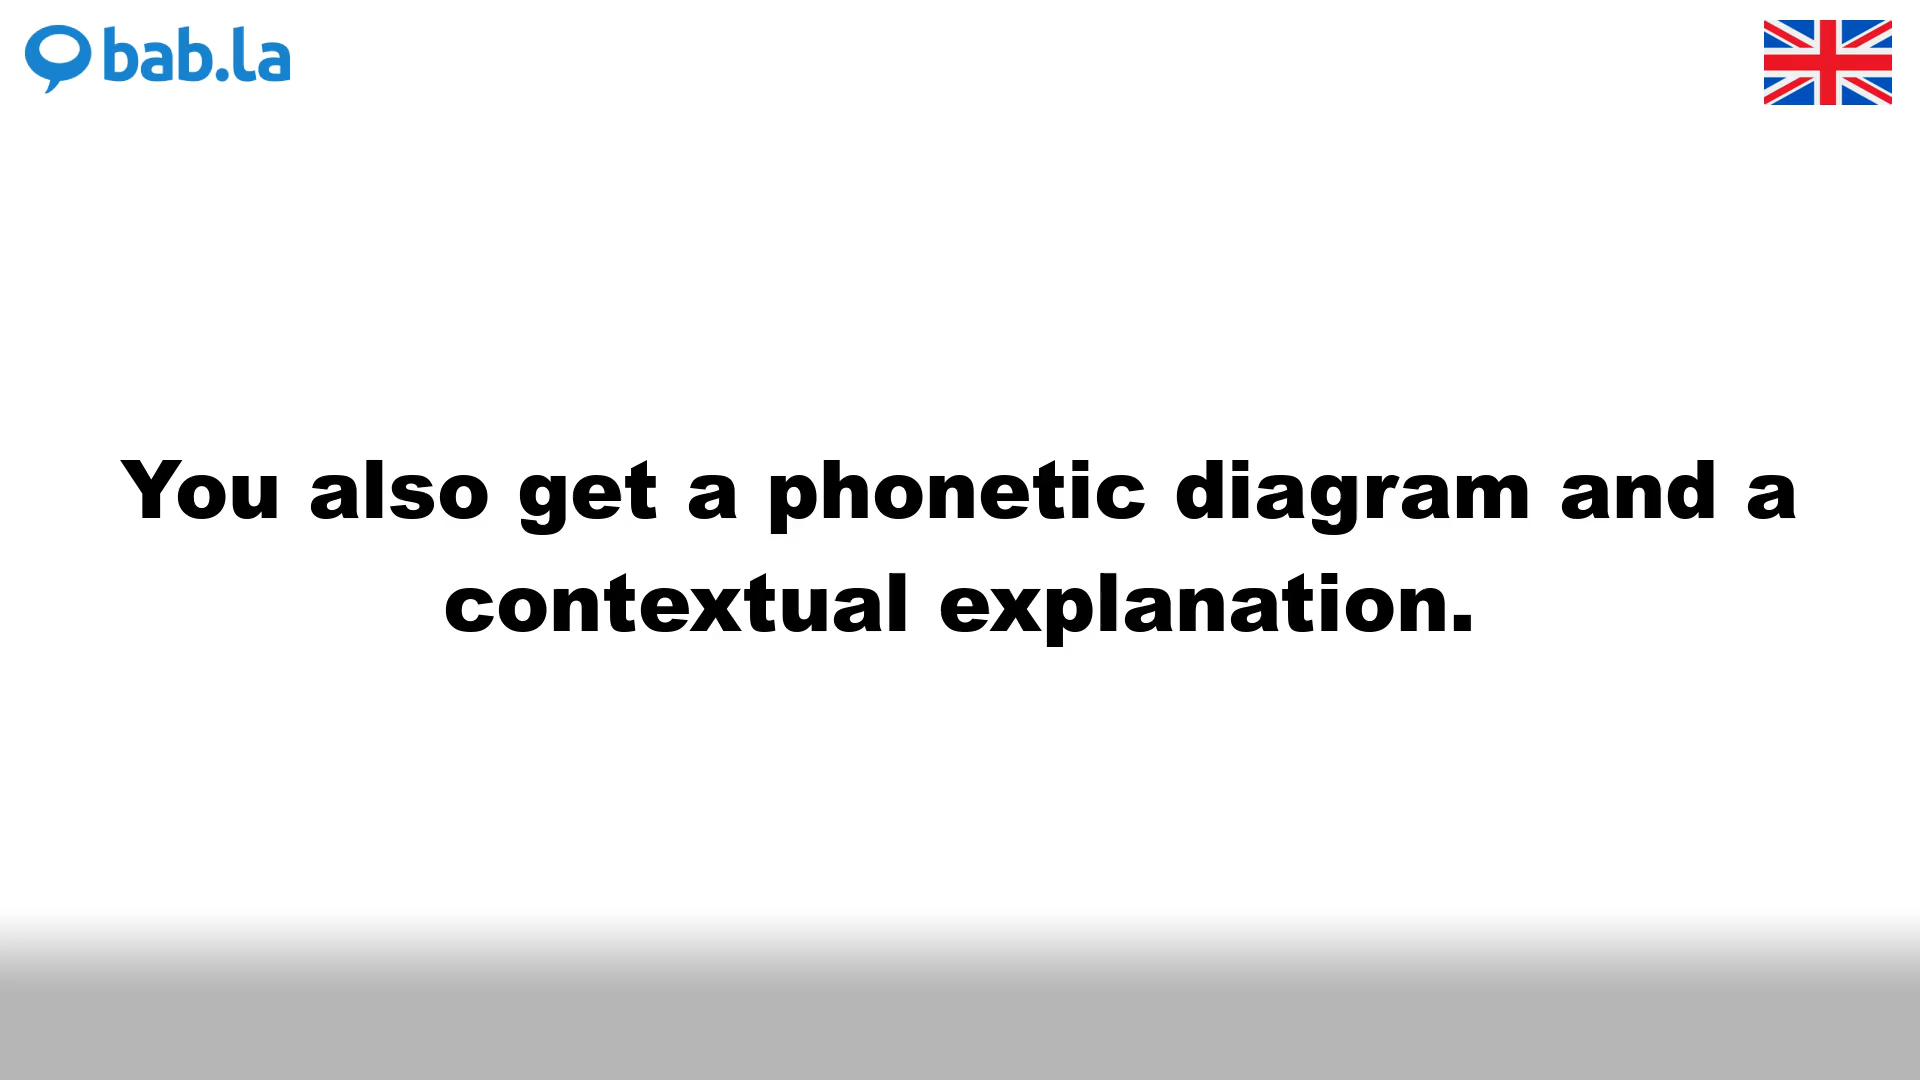 bab.la
You also get a phonetic diagram and a
contextual explanation.